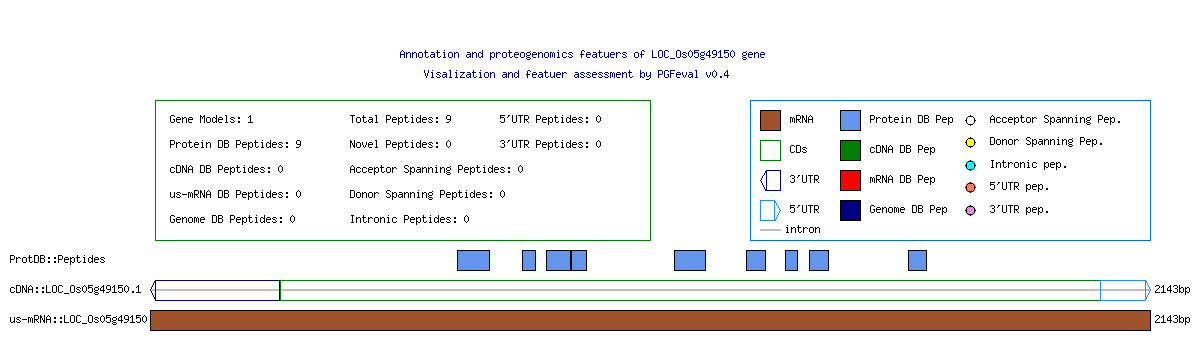 Annotation and proteogenomics featuers of LOC_Os05g49150 gene
Visalization and featuer assessment by PGFeval v0.4
Gene Models: 1
Total Peptides: 9
5'UTR Peptides: 0
Protein DB Peptides: 9
Novel Peptides: 0
3'UTR Peptides: 0
cDNA DB Peptides: 0
Acceptor Spanning Peptides: 0
us-mRNA DB Peptides: 0
Donor Spanning Peptides: 0
Genome DB Peptides: 0
Intronic Peptides: 0
mRNA
Protein DB Pep
Acceptor Spanning Pep.
CDs
cDNA DB Pep
Donor Spanning Pep.
3'UTR
mRNA DB Pep
Intronic pep.
5'UTR
Genome DB Pep
5'UTR pep.
intron
3'UTR pep.
ProtDB::Peptides
cDNA::LOC_Os05g49150.1
2143bp
us-mRNA::LOC_Os05g49150
2143bp